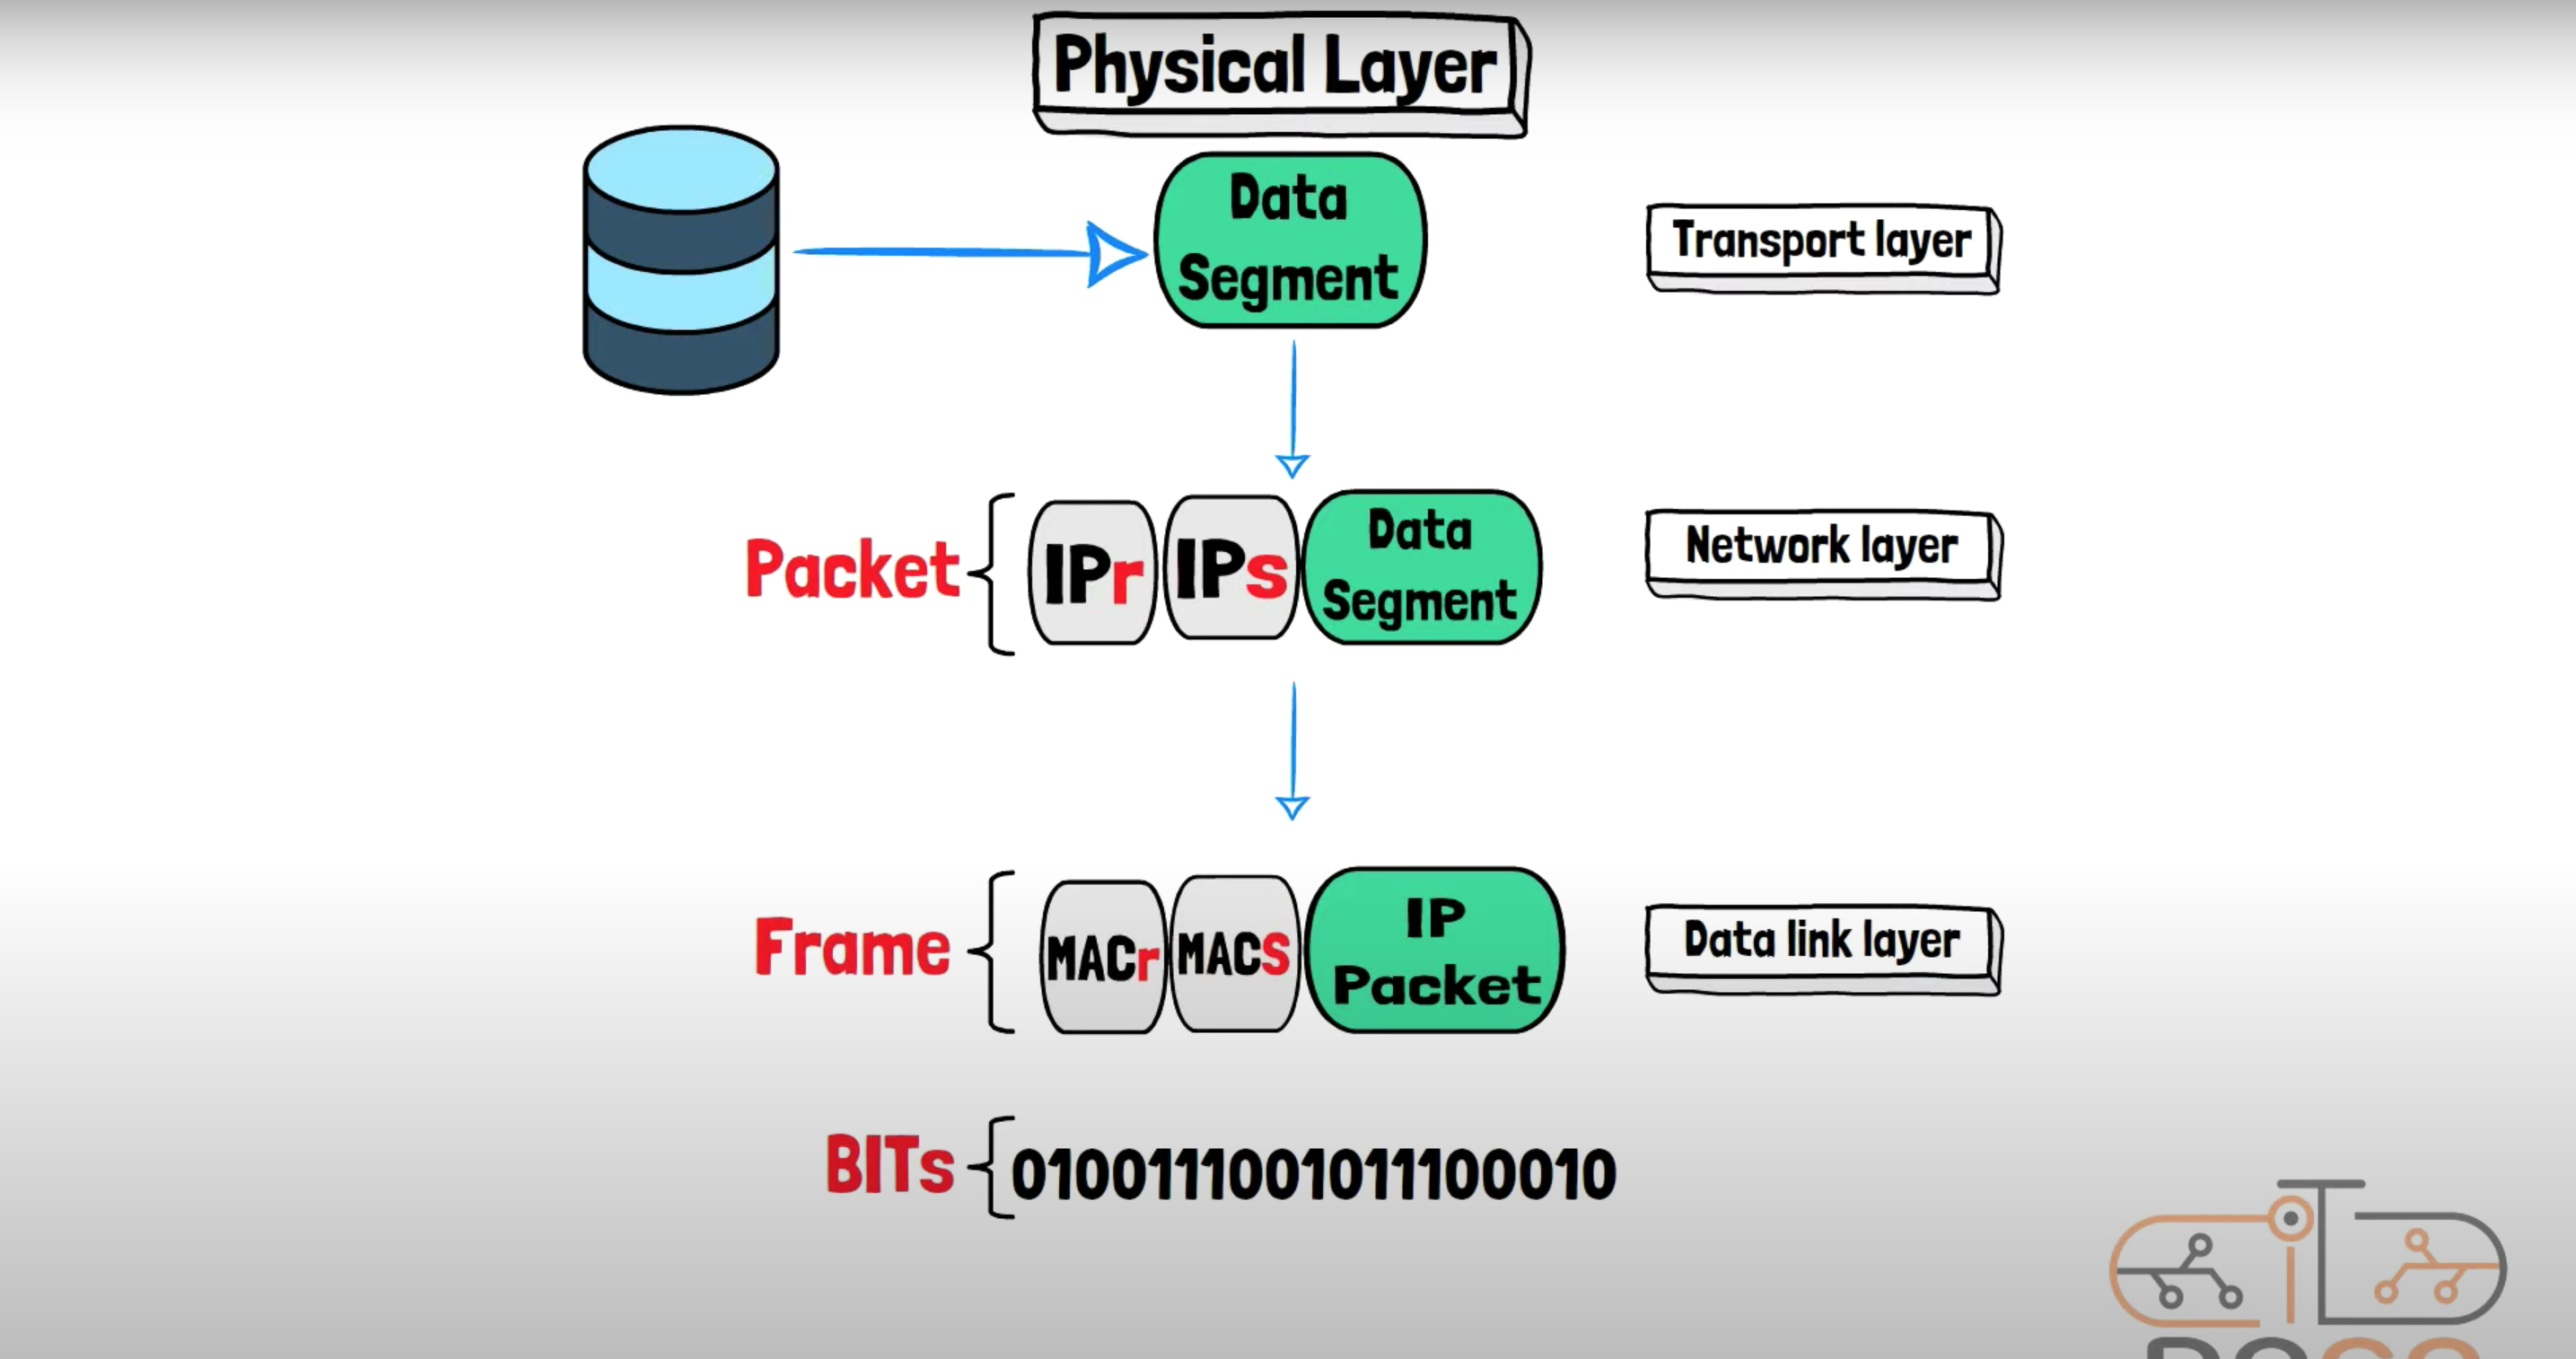 Physical Layer
Data
Segment
Transport layer
Packet
IPr
IPs
Data
Segment
Network layer
Frame
MACr
MACS
IP
Packet
Data link layer
BITs
0100111001011100010